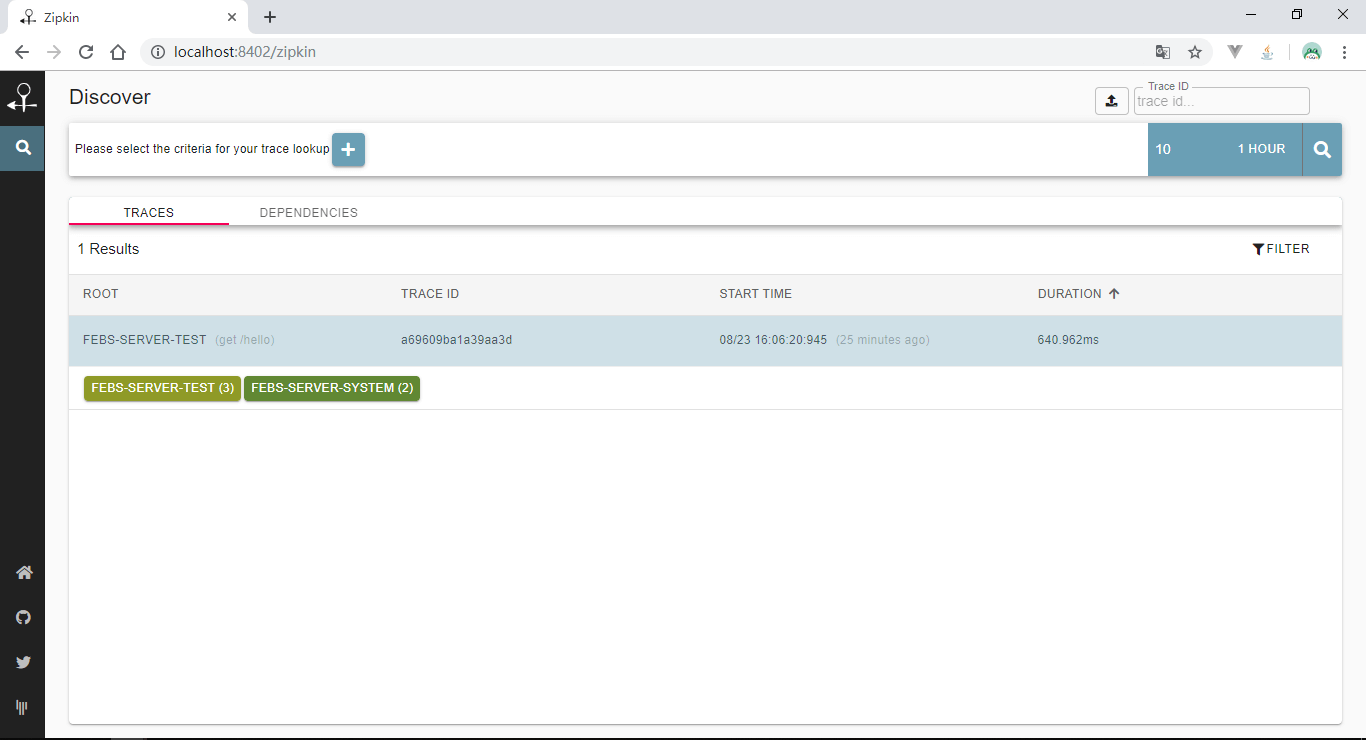 Zipkin
localhost:8402/zipkin
Discover
Trace ID
trace id...
Please select the criteria for your trace lookup
10
1 HOUR
TRACES
DEPENDENCIES
1 Results
FILTER
ROOT
TRACE ID
START TIME
DURATION
FEBS-SERVER-TEST (get /hello)
a69609ba1a39aa3d
08/23 16:06:20:945 (25 minutes ago)
640.962ms
FEBS-SERVER-TEST (3)
FEBS-SERVER-SYSTEM (2)